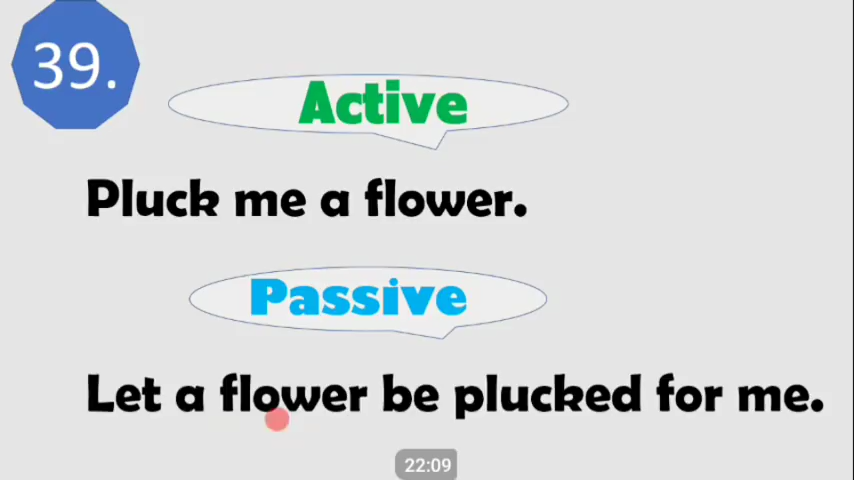 39.
Active
Pluck me a flower.
Passive
Let a flower be plucked for me.
22:09